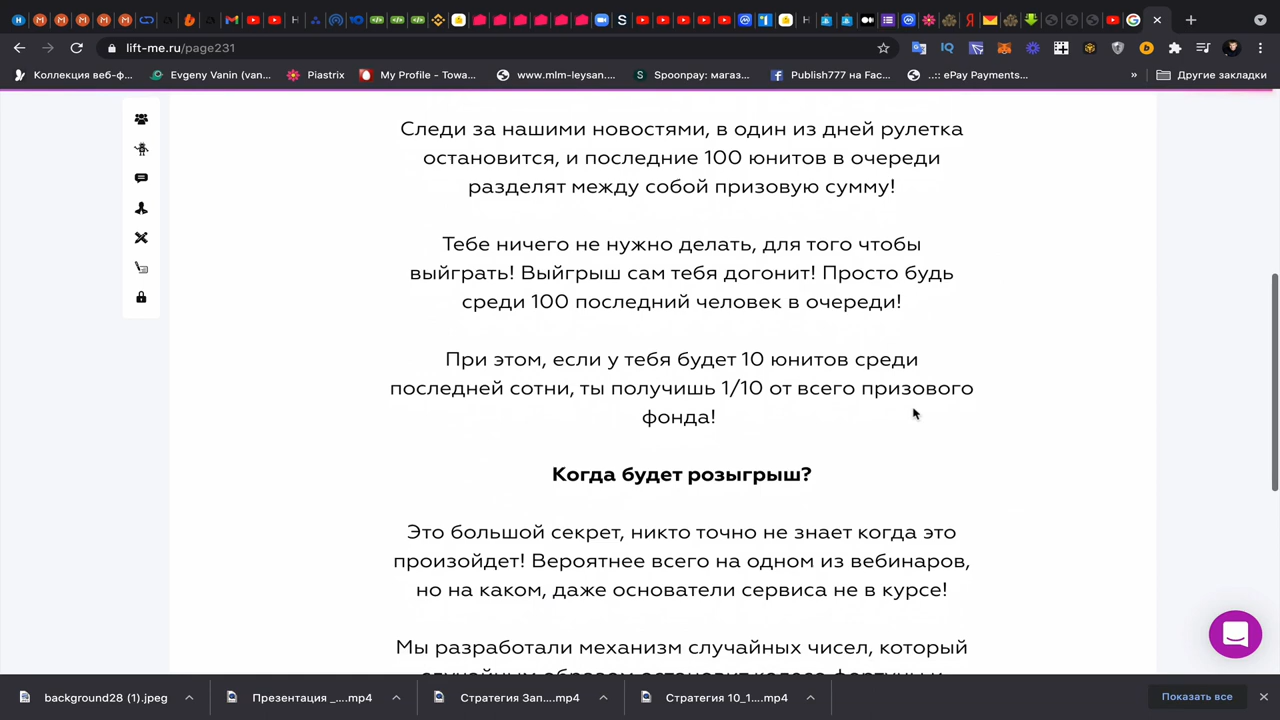 lift-me.ru/page231
Коллекция веб-ф...
Evgeny Vanin (van...
Piastrix
My Profile - Towa...
www.mlm-leysan....
Spoonpay: магаз...
Publish777 на Fac...
..:: ePay Payments...
»
Другие закладки
Следи за нашими новостями, в один из дней рулетка
остановится, и последние 100 юнитов в очереди
разделят между собой призовую сумму!
Тебе ничего не нужно делать, для того чтобы
выйграть! Выйгрыш сам тебя догонит! Просто будь
среди 100 последний человек в очереди!
При этом, если у тебя будет 10 юнитов среди
последней сотни, ты получишь 1/10 от всего призового
фонда!
Когда будет розыгрыш?
Это большой секрет, никто точно не знает когда это
произойдет! Вероятнее всего на одном из вебинаров,
но на каком, даже основатели сервиса не в курсе!
Мы разработали механизм случайных чисел, который
background28 (1).jpeg
Презентация _....mp4
Стратегия Зап....mp4
Стратегия 10_1....mp4
Показать все